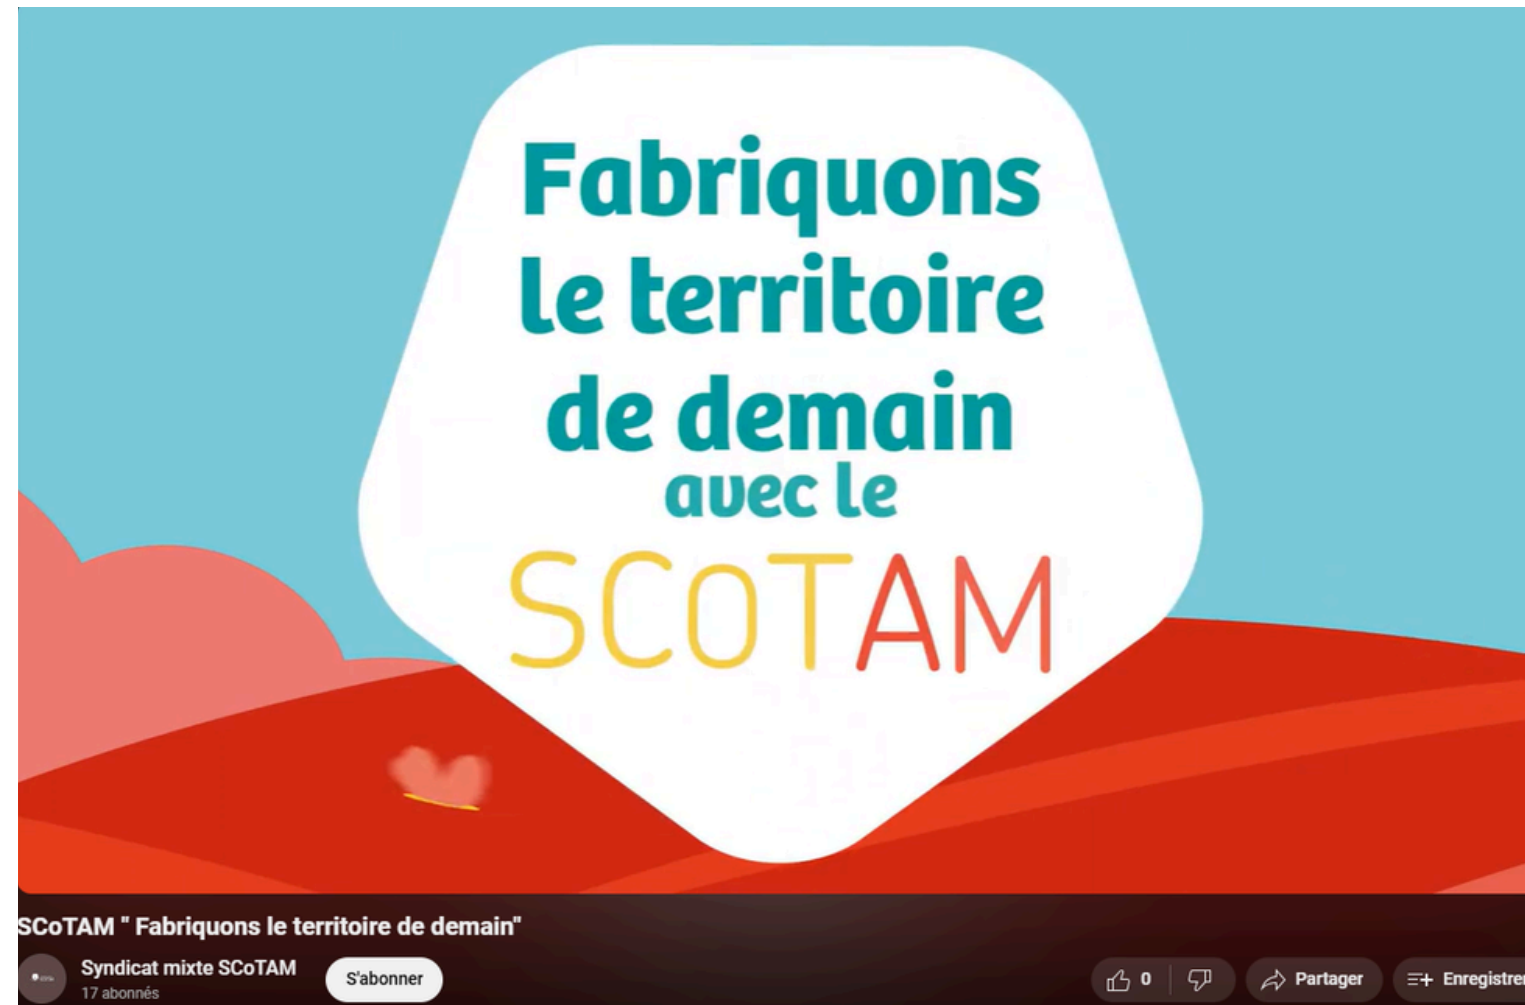 Fabriquons
le territoire
de demain
avec le
SCoTAM
SCoTAM " Fabriquons le territoire de demain"
Syndicat mixte SCoTAM
17 abonnés
S'abonner
0
Partager
Enregistrer